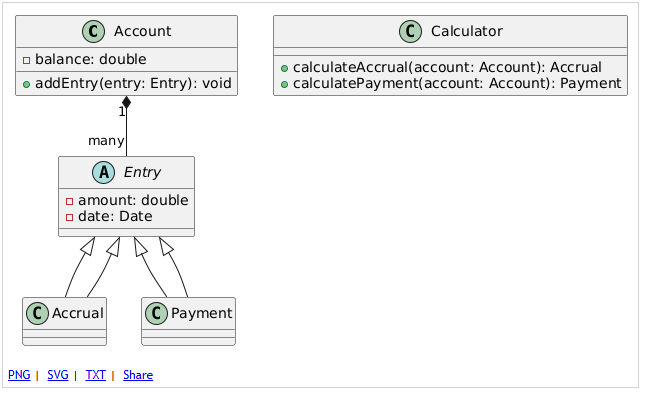 C Account
balance: double
addEntry(entry: Entry): void
C Calculator
calculateAccrual(account: Account): Accrual
calculatePayment(account: Account): Payment
1
many
A Entry
amount: double
date: Date
C Accrual
C Payment
PNG | SVG | TXT | Share